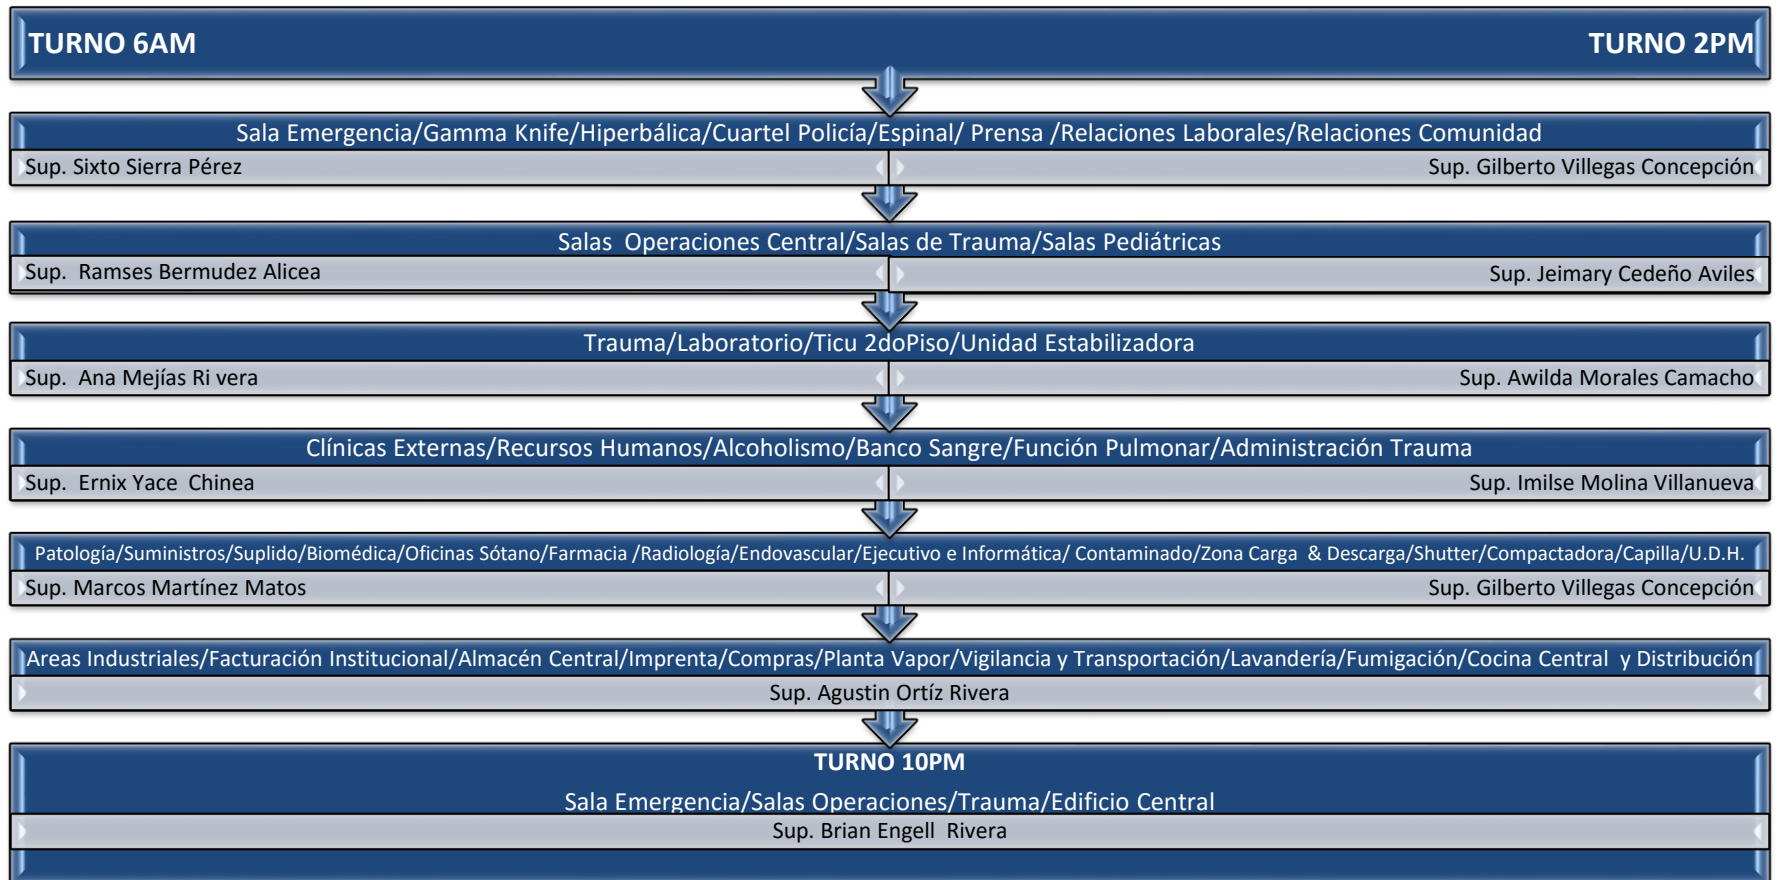 TURNO 6AM TURNO 2PM
Sala Emergencia/Gamma Knife/Hiperbálica/Cuartel Policía/Espinal/ Prensa /Relaciones Laborales/Relaciones Comunidad
Sup. Sixto Sierra Pérez Sup. Gilberto Villegas Concepción
Salas Operaciones Central/Salas de Trauma/Salas Pediátricas
Sup. Ramses Bermudez Alicea Sup. Jeimary Cedeño Aviles
Trauma/Laboratorio/Ticu 2doPiso/Unidad Estabilizadora
Sup. Ana Mejías Ri vera Sup. Awilda Morales Camacho
Clínicas Externas/Recursos Humanos/Alcoholismo/Banco Sangre/Función Pulmonar/Administración Trauma
Sup. Ernix Yace Chinea Sup. Imilse Molina Villanueva
Patología/Suministros/Suplido/Biomédica/Oficinas Sótano/Farmacia /Radiología/Endovascular/Ejecutivo e Informática/ Contaminado/Zona Carga & Descarga/Shutter/Compactadora/Capilla/U.D.H.
Sup. Marcos Martínez Matos Sup. Gilberto Villegas Concepción
Areas Industriales/Facturación Institucional/Almacén Central/Imprenta/Compras/Planta Vapor/Vigilancia y Transportación/Lavandería/Fumigación/Cocina Central y Distribución
Sup. Agustin Ortíz Rivera
TURNO 10PM
Sala Emergencia/Salas Operaciones/Trauma/Edificio Central
Sup. Brian Engell Rivera